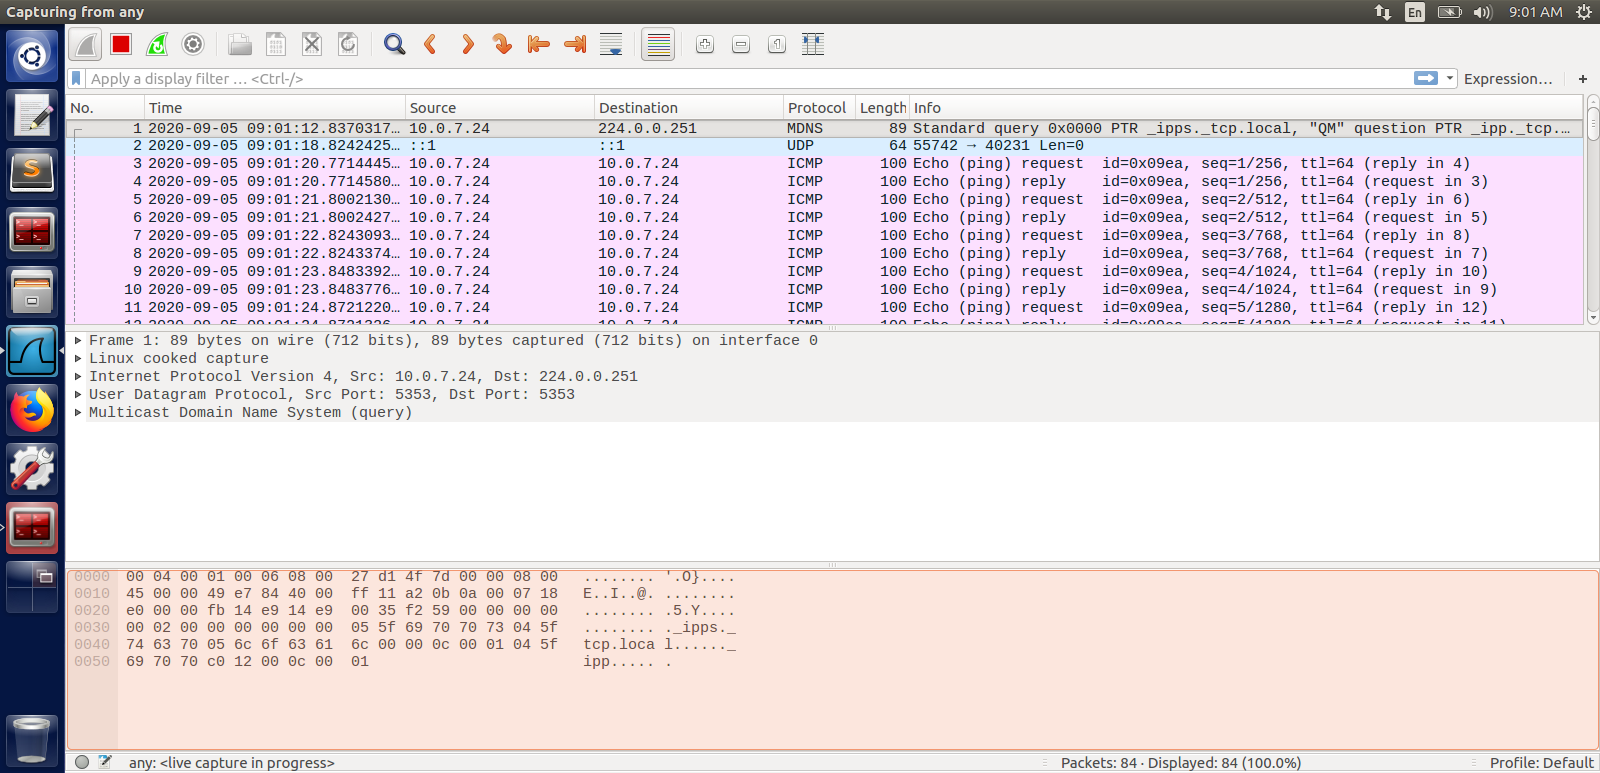 Capturing from any
En
9:01 AM
Apply a display filter … <Ctrl-/>
Expression…
+
No. Time Source Destination Protocol Length Info
1 2020-09-05 09:01:12.8370317… 10.0.7.24 224.0.0.251 MDNS 89 Standard query 0x0000 PTR _ipps._tcp.local, "QM" question PTR _ipp._tcp.…
2 2020-09-05 09:01:18.8242425… ::1 ::1 UDP 64 55742 → 40231 Len=0
3 2020-09-05 09:01:20.7714445… 10.0.7.24 10.0.7.24 ICMP 100 Echo (ping) request id=0x09ea, seq=1/256, ttl=64 (reply in 4)
4 2020-09-05 09:01:20.7714580… 10.0.7.24 10.0.7.24 ICMP 100 Echo (ping) reply id=0x09ea, seq=1/256, ttl=64 (request in 3)
5 2020-09-05 09:01:21.8002130… 10.0.7.24 10.0.7.24 ICMP 100 Echo (ping) request id=0x09ea, seq=2/512, ttl=64 (reply in 6)
6 2020-09-05 09:01:21.8002427… 10.0.7.24 10.0.7.24 ICMP 100 Echo (ping) reply id=0x09ea, seq=2/512, ttl=64 (request in 5)
7 2020-09-05 09:01:22.8243093… 10.0.7.24 10.0.7.24 ICMP 100 Echo (ping) request id=0x09ea, seq=3/768, ttl=64 (reply in 8)
8 2020-09-05 09:01:22.8243374… 10.0.7.24 10.0.7.24 ICMP 100 Echo (ping) reply id=0x09ea, seq=3/768, ttl=64 (request in 7)
9 2020-09-05 09:01:23.8483392… 10.0.7.24 10.0.7.24 ICMP 100 Echo (ping) request id=0x09ea, seq=4/1024, ttl=64 (reply in 10)
10 2020-09-05 09:01:23.8483776… 10.0.7.24 10.0.7.24 ICMP 100 Echo (ping) reply id=0x09ea, seq=4/1024, ttl=64 (request in 9)
11 2020-09-05 09:01:24.8721220… 10.0.7.24 10.0.7.24 ICMP 100 Echo (ping) request id=0x09ea, seq=5/1280, ttl=64 (reply in 12)
Frame 1: 89 bytes on wire (712 bits), 89 bytes captured (712 bits) on interface 0
Linux cooked capture
Internet Protocol Version 4, Src: 10.0.7.24, Dst: 224.0.0.251
User Datagram Protocol, Src Port: 5353, Dst Port: 5353
Multicast Domain Name System (query)
0000 00 04 00 01 00 06 08 00 27 d1 4f 7d 00 00 08 00 ........ '.O}....
0010 45 00 00 49 e7 84 40 00 ff 11 a2 0b 0a 00 07 18 E..I..@. ........
0020 e0 00 00 fb 14 e9 14 e9 00 35 f2 59 00 00 00 00 ........ .5.Y....
0030 00 02 00 00 00 00 00 00 05 5f 69 70 70 73 04 5f ........ ._ipps._
0040 74 63 70 05 6c 6f 63 61 6c 00 00 0c 00 01 04 5f tcp.loca l......_
0050 69 70 70 c0 12 00 0c 00 01 ipp..... .
any: <live capture in progress>
Packets: 84 · Displayed: 84 (100.0%)
Profile: Default